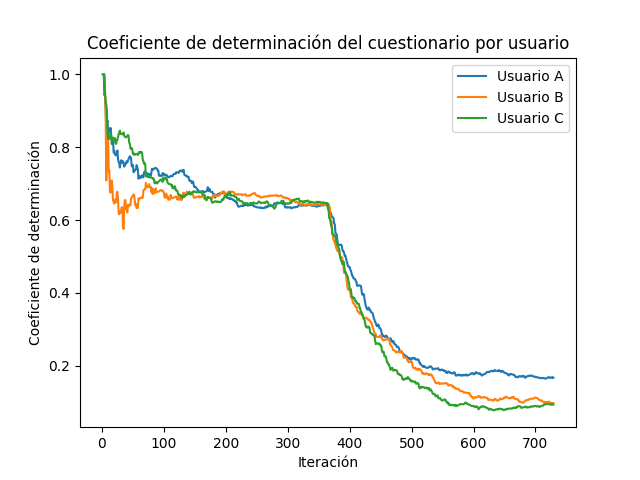 Coeficiente de determinación del cuestionario por usuario
Usuario A
Usuario B
Usuario C
Coeficiente de determinación
1.0
0.8
0.6
0.4
0.2
0 100 200 300 400 500 600 700
Iteración